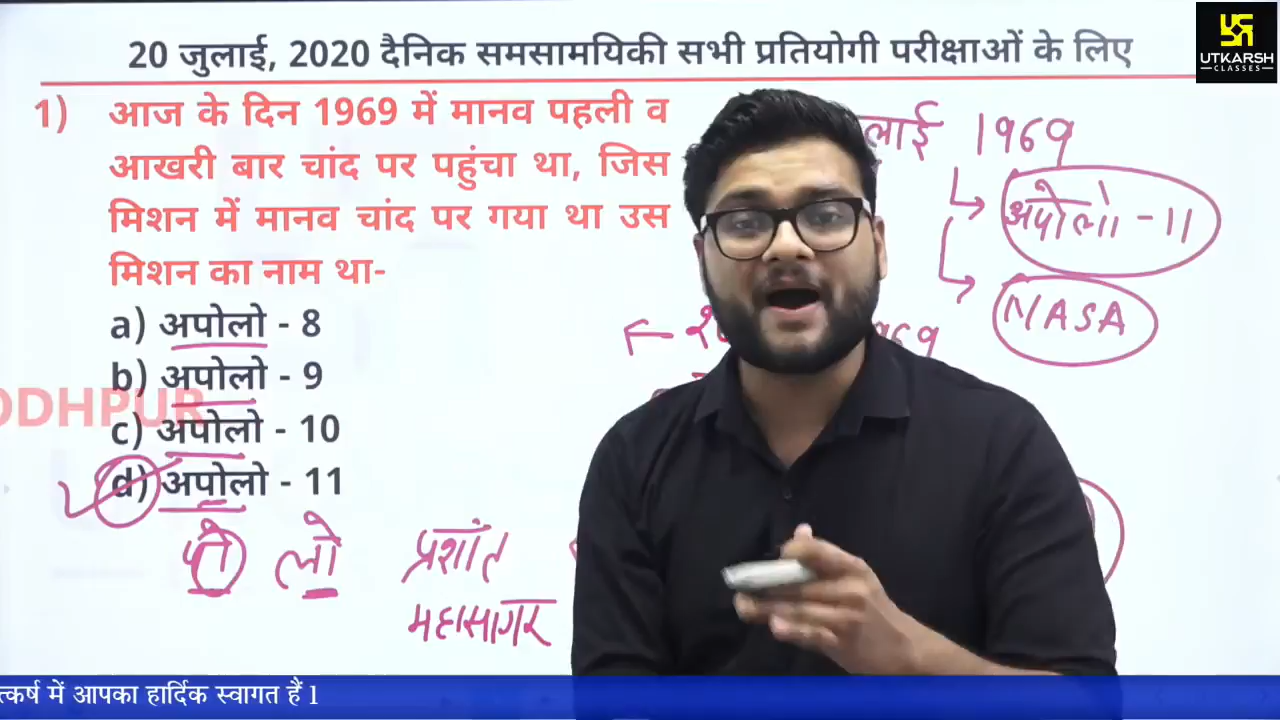 UTKARSH
CLASSES
20 जुलाई, 2020 दैनिक समसामयिकी सभी प्रतियोगी परीक्षाओं के लिए
1) आज के दिन 1969 में मानव पहली व
आखरी बार चांद पर पहुंचा था, जिस
मिशन में मानव चांद पर गया था उस
मिशन का नाम था-
a) अपोलो - 8
b) अपोलो - 9
c) अपोलो - 10
d) अपोलो - 11
लाई 1969
अपोलो - 11
NASA
969
पो लो
प्रशांत
महासागर
ODHPUR
त्कर्ष में आपका हार्दिक स्वागत हैं l